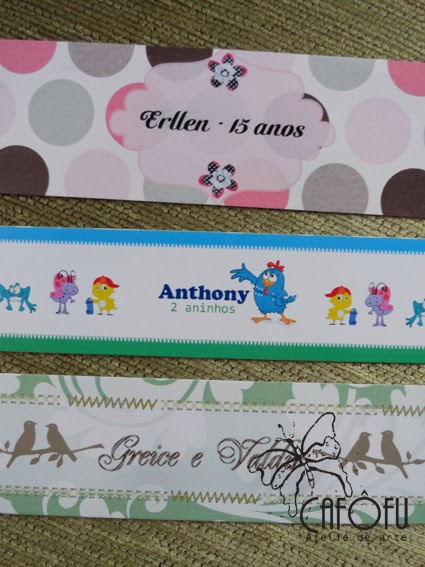 Erllen - 15 anos
Anthony
2 aninhos
Greice e
CAFÔFU
Ateliê de arte